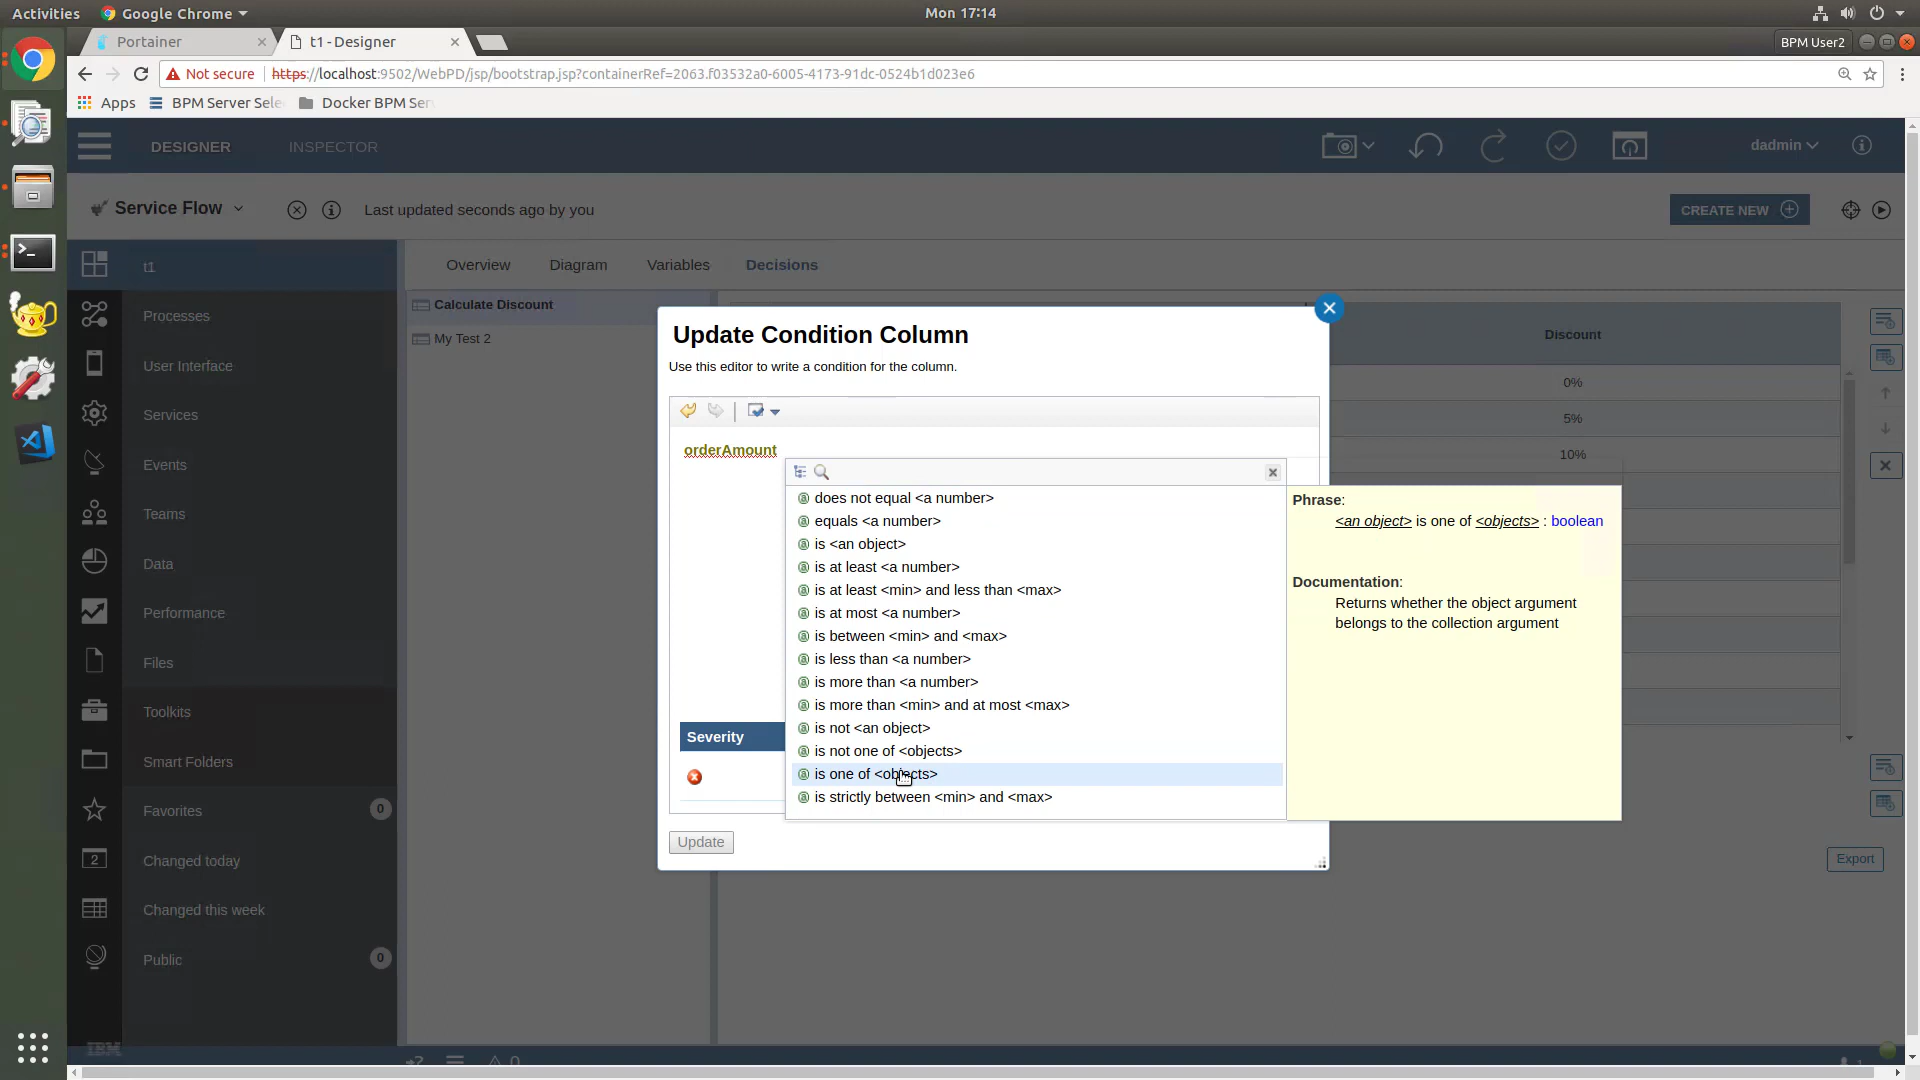 Activities
Google Chrome
Mon 17:14
Portainer
t1 - Designer
BPM User2
Not secure
https://localhost:9502/WebPD/jsp/bootstrap.jsp?containerRef=2063.f03532a0-6005-4173-91dc-0524b1d023e6
Apps
BPM Server Sele
Docker BPM Ser
DESIGNER
INSPECTOR
dadmin
Service Flow
Last updated seconds ago by you
CREATE NEW
t1
Processes
User Interface
Services
Events
Teams
Data
Performance
Files
Toolkits
Smart Folders
Favorites
0
2
Changed today
Changed this week
Public
0
IBM
Overview
Diagram
Variables
Decisions
Calculate Discount
My Test 2
Discount
0%
5%
10%
Export
Update Condition Column
Use this editor to write a condition for the column.
orderAmount
does not equal <a number>
equals <a number>
is <an object>
is at least <a number>
is at least <min> and less than <max>
is at most <a number>
is between <min> and <max>
is less than <a number>
is more than <a number>
is more than <min> and at most <max>
is not <an object>
is not one of <objects>
is one of <objects>
is strictly between <min> and <max>
Phrase:
<an object> is one of <objects> : boolean
Documentation:
Returns whether the object argument
belongs to the collection argument
Severity
Update
0